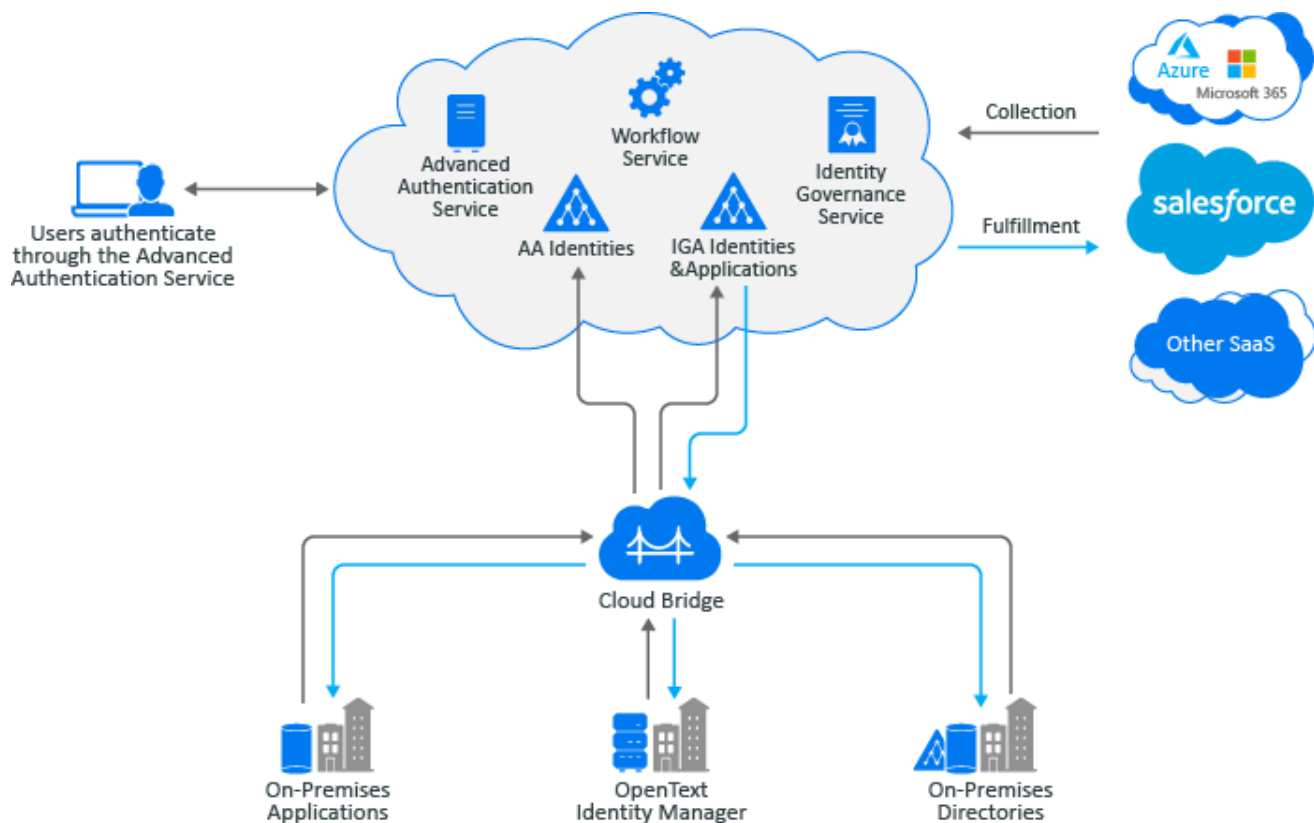 Azure
Microsoft 365
Collection
Workflow
Service
Advanced
Authentication
Service
Identity
Governance
Service
salesforce
Users authenticate
through the Advanced
Authentication Service
AA Identities
IGA Identities
&Applications
Fulfillment
Other SaaS
Cloud Bridge
On-Premises
Applications
OpenText
Identity Manager
On-Premises
Directories